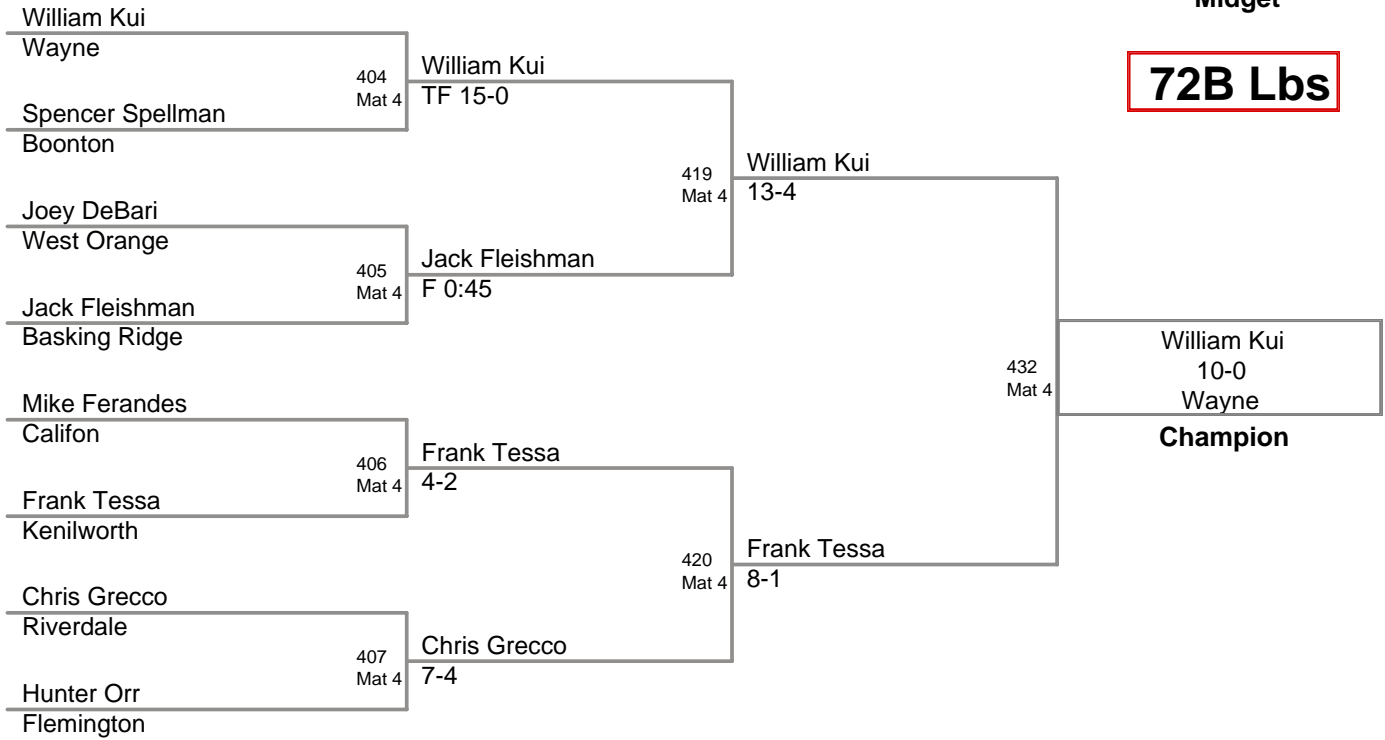 Midget
72B Lbs
William Kui
Wayne
404
Mat 4
Spencer Spellman
Boonton
William Kui
TF 15-0
Joey DeBari
West Orange
405
Mat 4
Jack Fleishman
Basking Ridge
Jack Fleishman
F 0:45
419
Mat 4
William Kui
13-4
Mike Ferandes
Califon
406
Mat 4
Frank Tessa
Kenilworth
Frank Tessa
4-2
Chris Grecco
Riverdale
407
Mat 4
Hunter Orr
Flemington
Chris Grecco
7-4
420
Mat 4
Frank Tessa
8-1
432
Mat 4
William Kui
10-0
Wayne
Champion